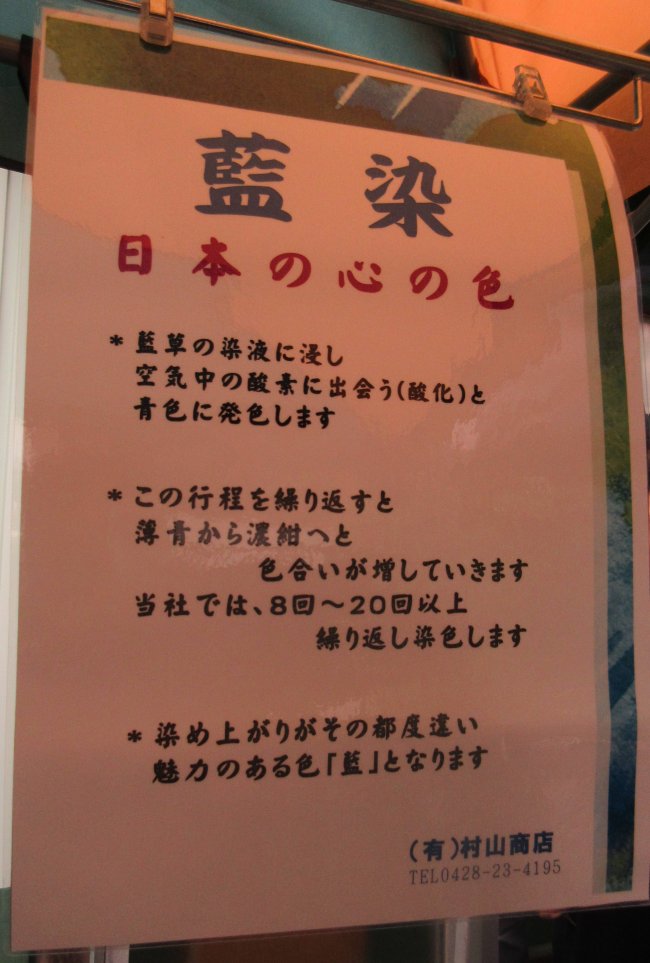 藍染
日本の心の色
*藍草の染液に浸し
空気中の酸素に出会う(酸化)と
青色に発色します
*この行程を繰り返すと
薄青から濃紺へと
色合いが増していきます
当社では、8回～20回以上
繰り返し染色します
*染め上がりがその都度違い
魅力のある色「藍」となります
(有)村山商店
TEL0428-23-4195